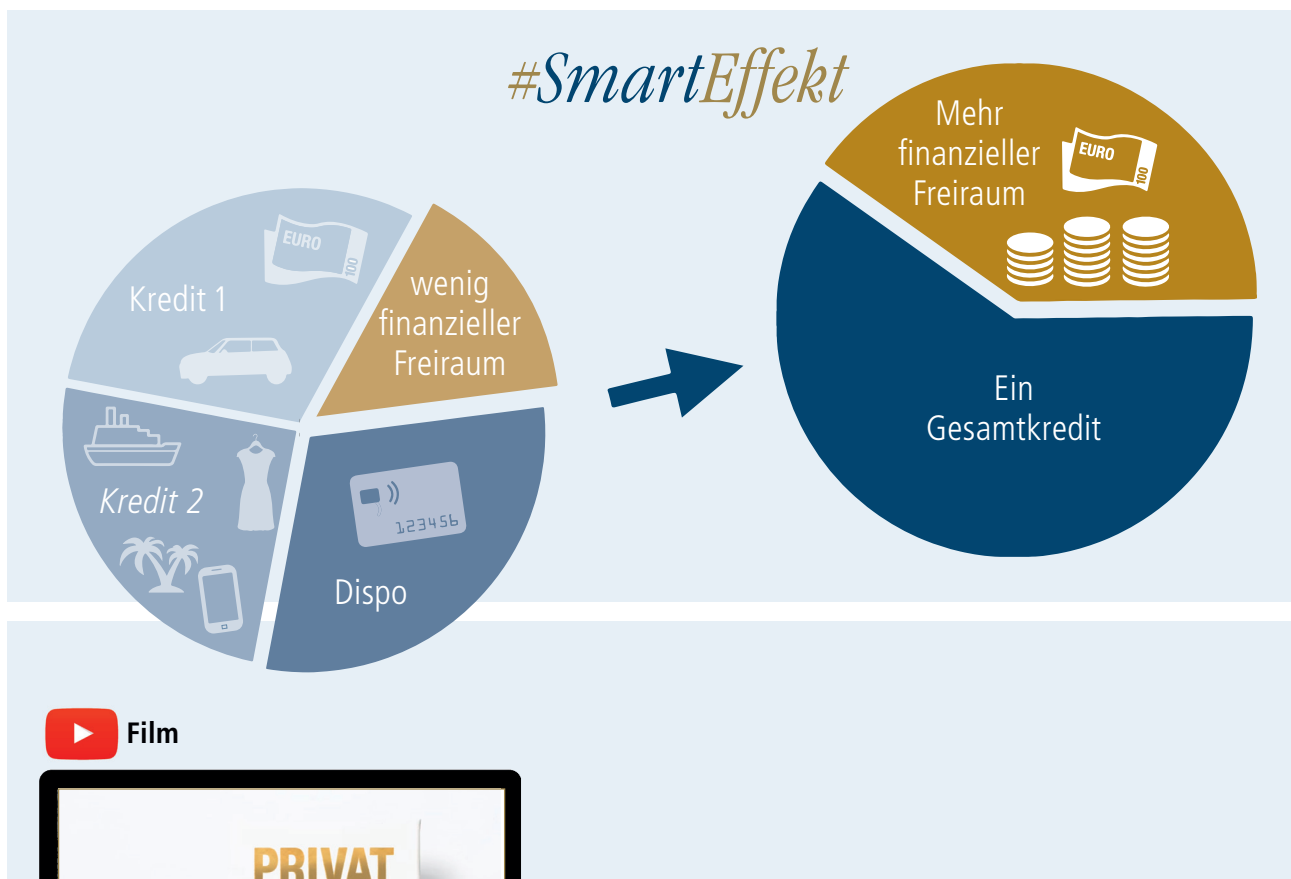 #SmartEffekt
Kredit 1
EURO
100
wenig
finanzieller
Freiraum
Kredit 2
Dispo
123456
Mehr
finanzieller
Freiraum
EURO
100
Ein
Gesamtkredit
Film
PRIVAT